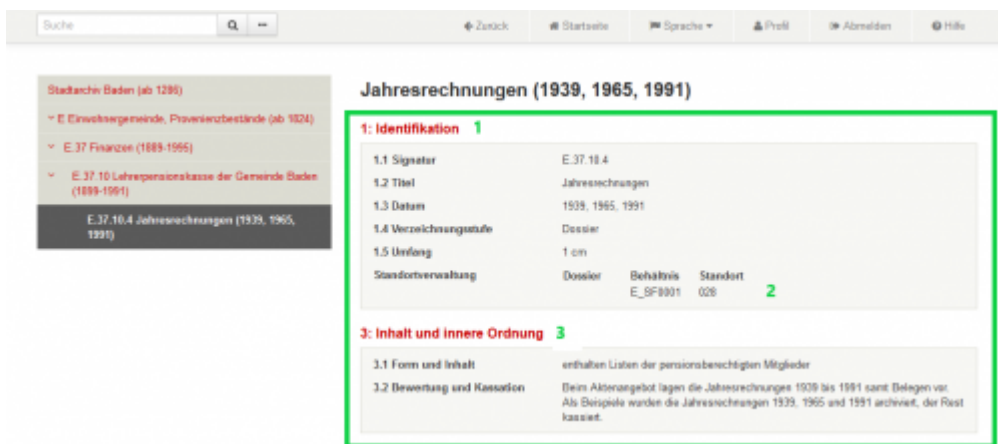 Suche
Zurück
Startseite
Sprache
Profil
Abmelden
Hilfe
Stadtarchiv Baden (ab 1286)
E Einwohnergemeinde, Provenienzbestände (ab 1024)
E.37 Finanzen (1889-1995)
E.37.10 Lehrerpensionskasse der Gemeinde Baden
(1899-1991)
E.37.10.4 Jahresrechnungen (1939, 1965,
1991)
Jahresrechnungen (1939, 1965, 1991)
1: Identifikation 1
1.1 Signatur E.37.10.4
1.2 Titel Jahresrechnungen
1.3 Datum 1939, 1965, 1991
1.4 Verzeichnungsstufe Dossier
1.5 Umfang 1 cm
Standortverwaltung Dossier Behältnis Standort
E_SF0001 028 2
3: Inhalt und innere Ordnung 3
3.1 Form und Inhalt enthalten Listen der pensionsberechtigten Mitglieder
3.2 Bewertung und Kassation Beim Aktenangebot lagen die Jahresrechnungen 1939 bis 1991 samt Belegen vor.
Als Beispiele wurden die Jahresrechnungen 1939, 1965 und 1991 archiviert, der Rest
kassiert.